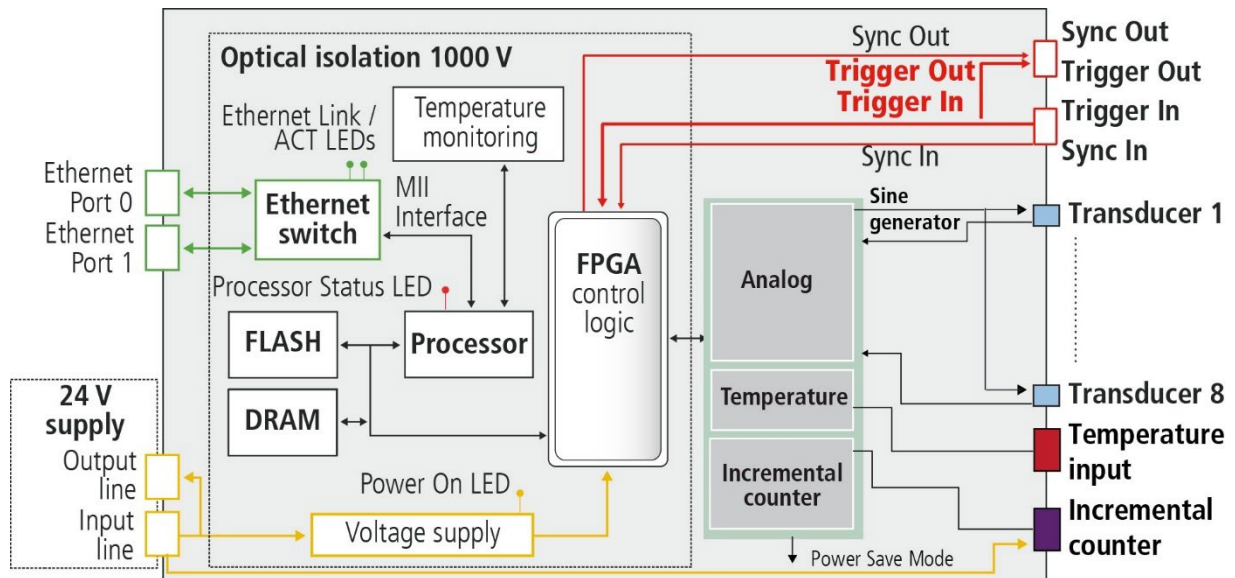 Optical isolation 1000 V
Sync Out
Trigger Out
Trigger In
Sync In
Sync Out
Trigger Out
Trigger In
Sync In
Ethernet Link /
ACT LEDs
Temperature
monitoring
Ethernet
Port 0
Ethernet
Port 1
Ethernet
switch
MII
Interface
Processor Status LED
FLASH
Processor
DRAM
FPGA
control
logic
Analog
Sine
generator
Transducer 1
Transducer 8
Temperature
Temperature
input
Incremental
counter
Incremental
counter
24 V
supply
Output
line
Input
line
Power On LED
Voltage supply
Power Save Mode